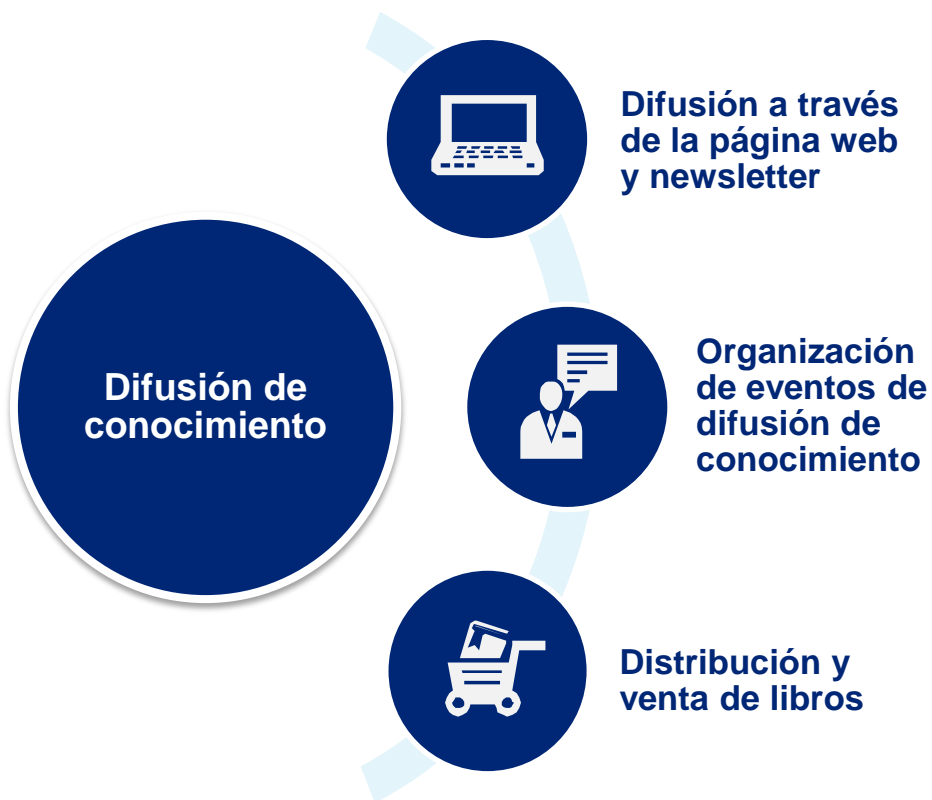 Difusión a través
de la página web
y newsletter
Difusión de
conocimiento
Organización
de eventos de
difusión de
conocimiento
Distribución y
venta de libros